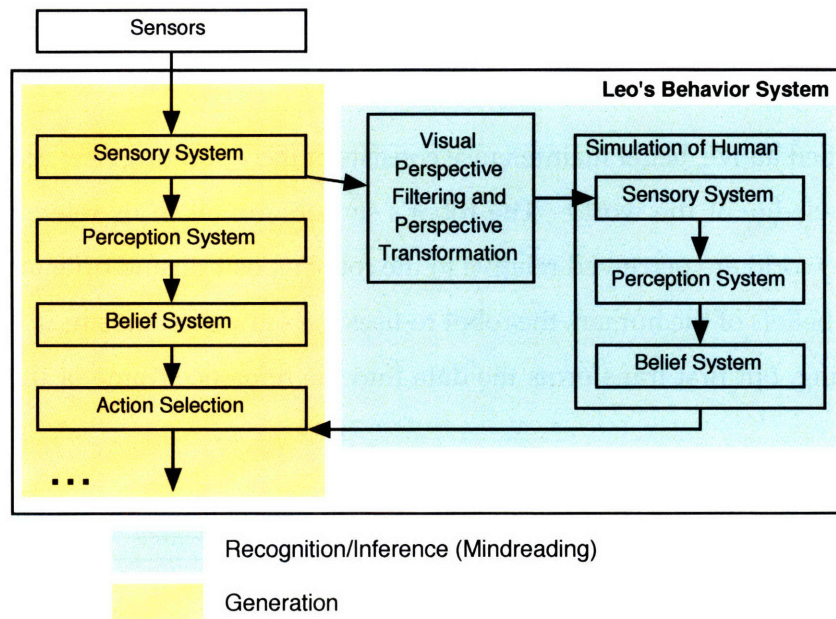 Sensors
Leo's Behavior System
Sensory System
Perception System
Belief System
Action Selection
...
Visual
Perspective
Filtering and
Perspective
Transformation
Simulation of Human
Sensory System
Perception System
Belief System
Recognition/Inference (Mindreading)
Generation